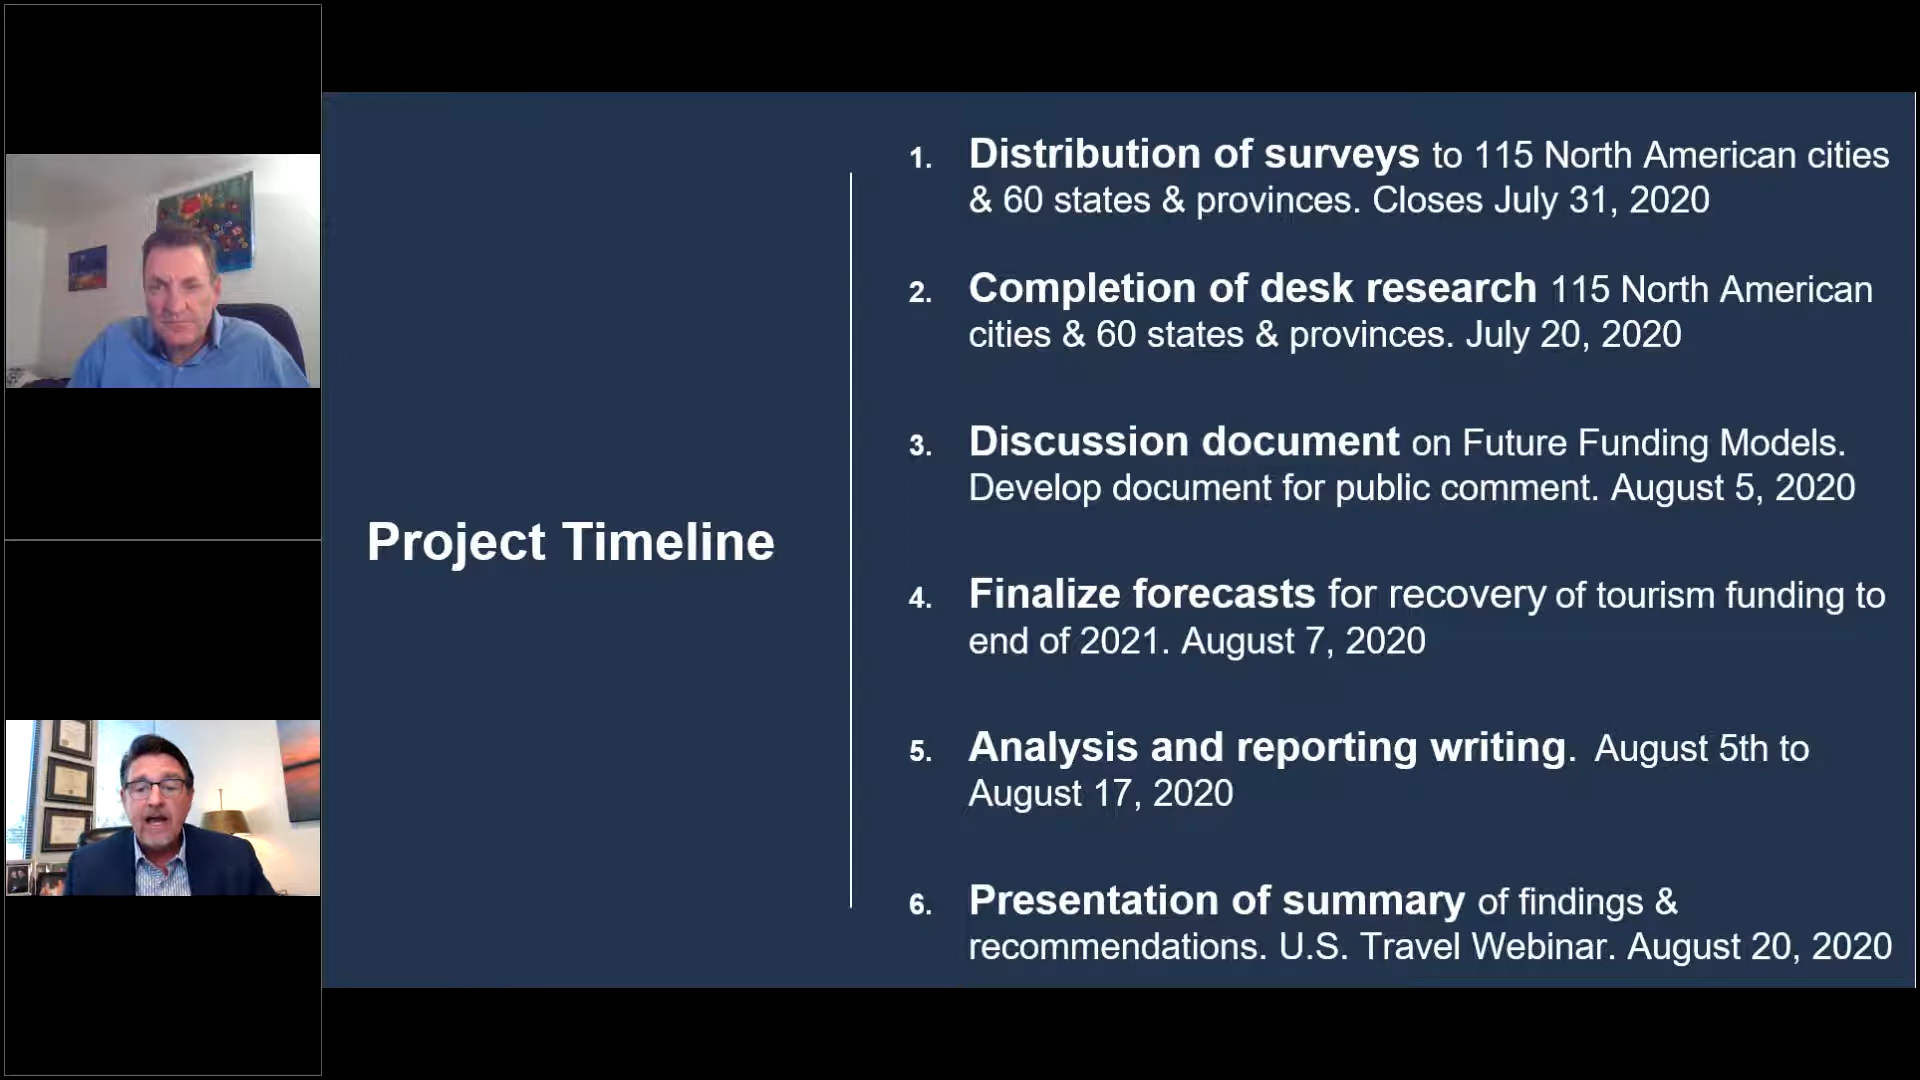 Project Timeline
1. Distribution of surveys to 115 North American cities
& 60 states & provinces. Closes July 31, 2020
2. Completion of desk research 115 North American
cities & 60 states & provinces. July 20, 2020
3. Discussion document on Future Funding Models.
Develop document for public comment. August 5, 2020
4. Finalize forecasts for recovery of tourism funding to
end of 2021. August 7, 2020
5. Analysis and reporting writing. August 5th to
August 17, 2020
6. Presentation of summary of findings &
recommendations. U.S. Travel Webinar. August 20, 2020